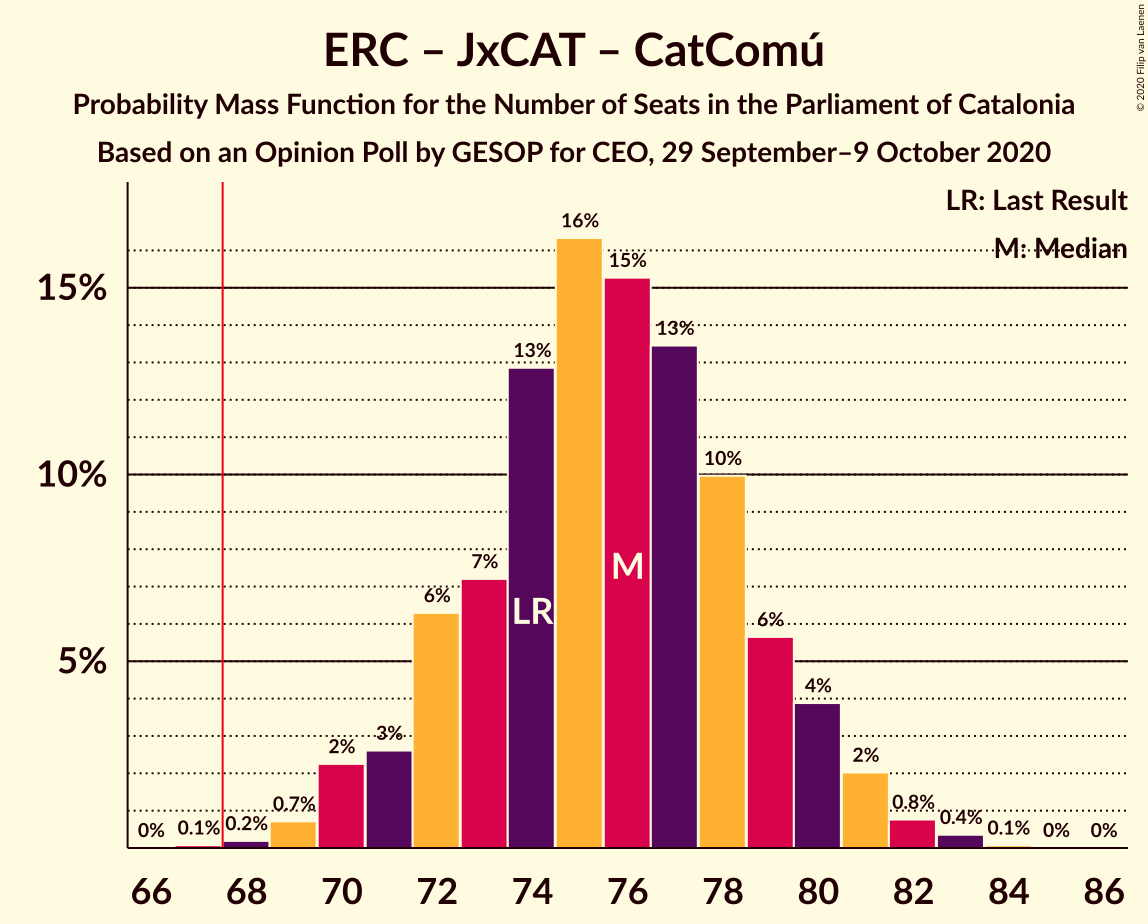 ERC – JxCAT – CatComú
Probability Mass Function for the Number of Seats in the Parliament of Catalonia
Based on an Opinion Poll by GESOP for CEO, 29 September–9 October 2020
© 2020 Filip van Laenen
LR: Last Result
M: Median
15%
10%
5%
0%
0.1%
0.2%
0.7%
2%
3%
6%
7%
13%
16%
15%
13%
10%
6%
4%
2%
0.8%
0.4%
0.1%
0%
0%
LR
M
66 68 70 72 74 76 78 80 82 84 86